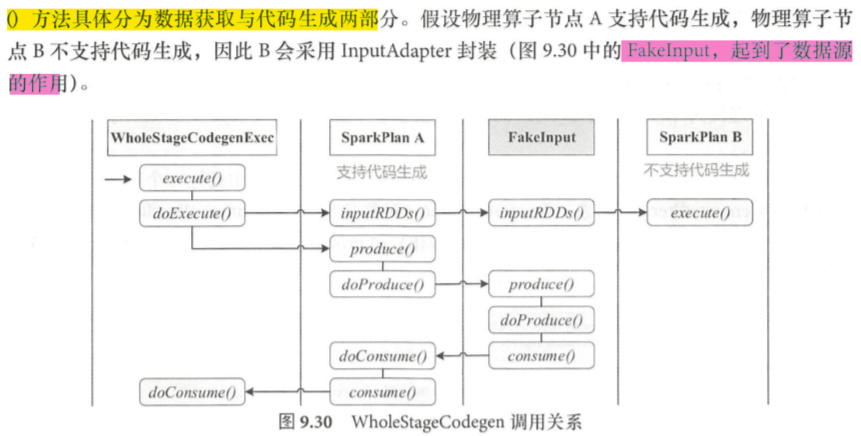 () 方法具体分为数据获取与代码生成两部分。假设物理算子节点 A 支持代码生成，物理算子节
点 B 不支持代码生成，因此 B 会采用 InputAdapter 封装（图 9.30 中的 FakeInput，起到了数据源
的作用）。
WholeStageCodegenExec SparkPlan A FakeInput SparkPlan B
支持代码生成 不支持代码生成
execute()
doExecute() inputRDDs() inputRDDs() execute()
produce()
doProduce() produce()
doProduce()
doConsume() consume()
doConsume() consume()
图 9.30 WholeStageCodegen 调用关系